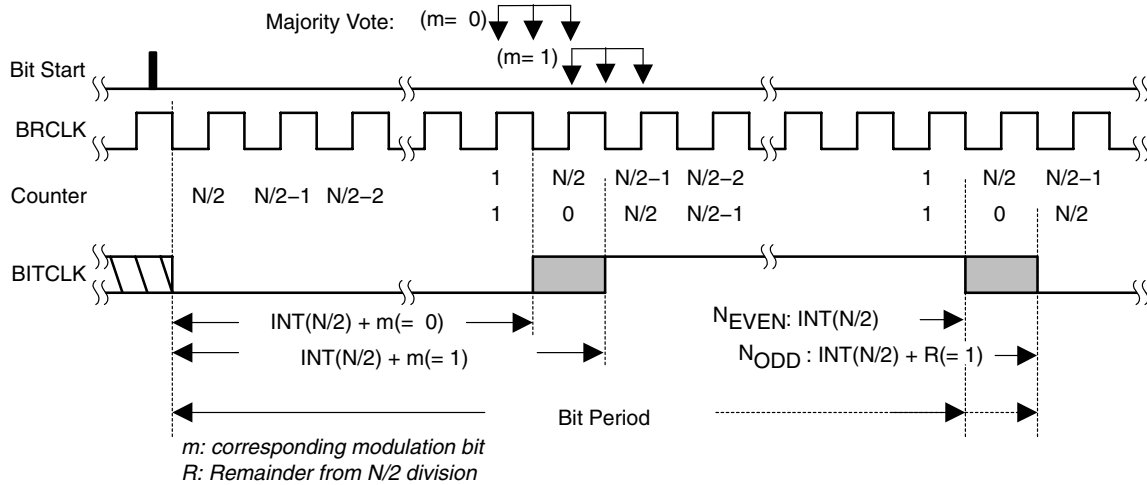 Majority Vote: (m= 0)
(m= 1)
Bit Start
BRCLK
Counter
N/2 N/2−1 N/2−2 1 N/2 N/2−1 N/2−2 1 N/2 N/2−1
1 0 N/2 N/2−1 1 0 N/2
BITCLK
INT(N/2) + m(= 0) NEVEN: INT(N/2)
INT(N/2) + m(= 1) NODD : INT(N/2) + R(= 1)
Bit Period
m: corresponding modulation bit
R: Remainder from N/2 division